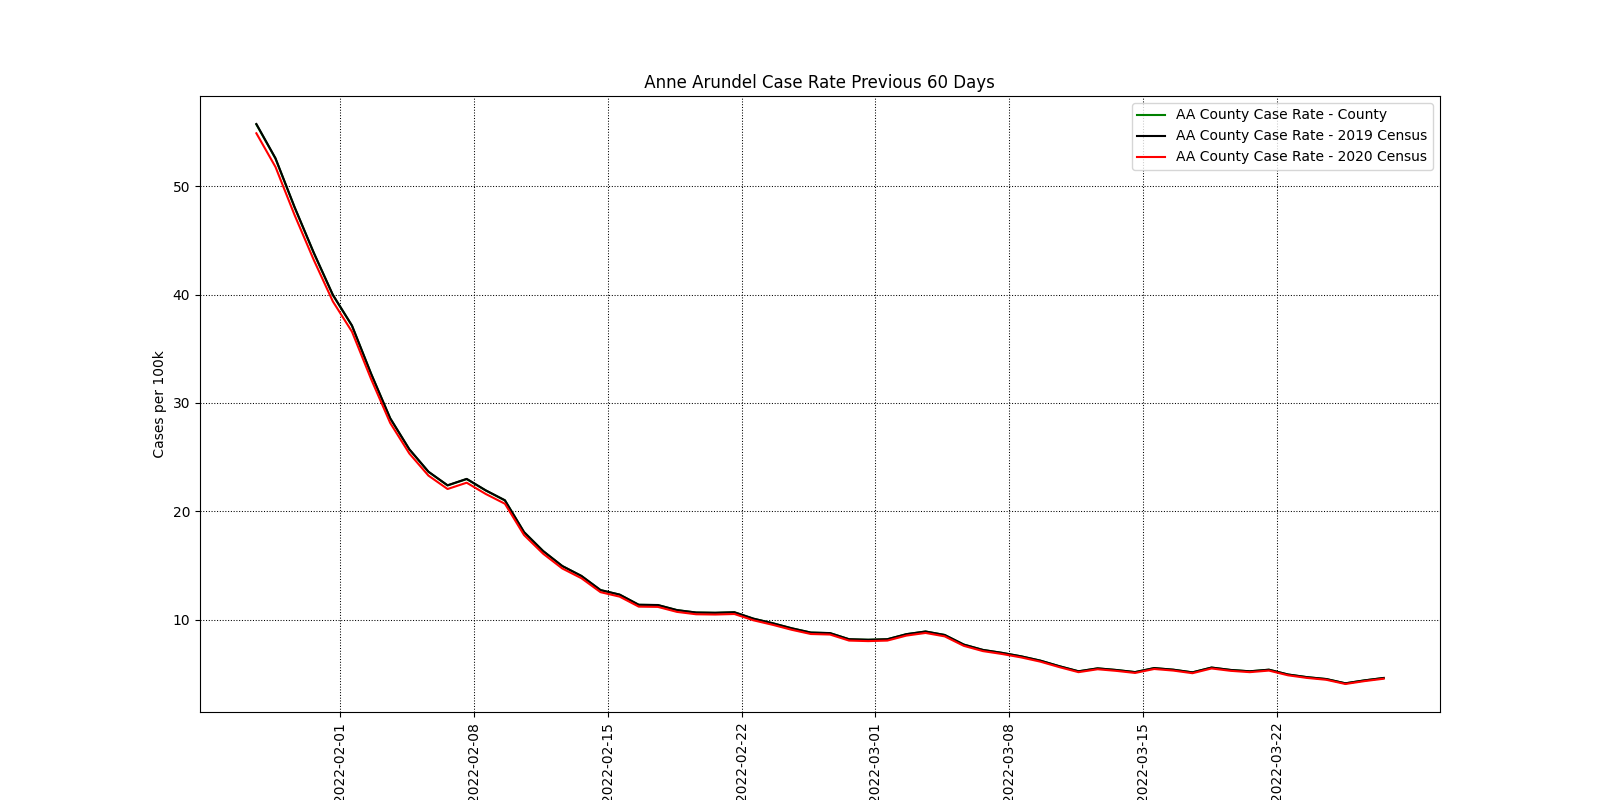 Anne Arundel Case Rate Previous 60 Days
AA County Case Rate - County
AA County Case Rate - 2019 Census
AA County Case Rate - 2020 Census
Cases per 100k
50
40
30
20
10
2022-02-01
2022-02-08
2022-02-15
2022-02-22
2022-03-01
2022-03-08
2022-03-15
2022-03-22